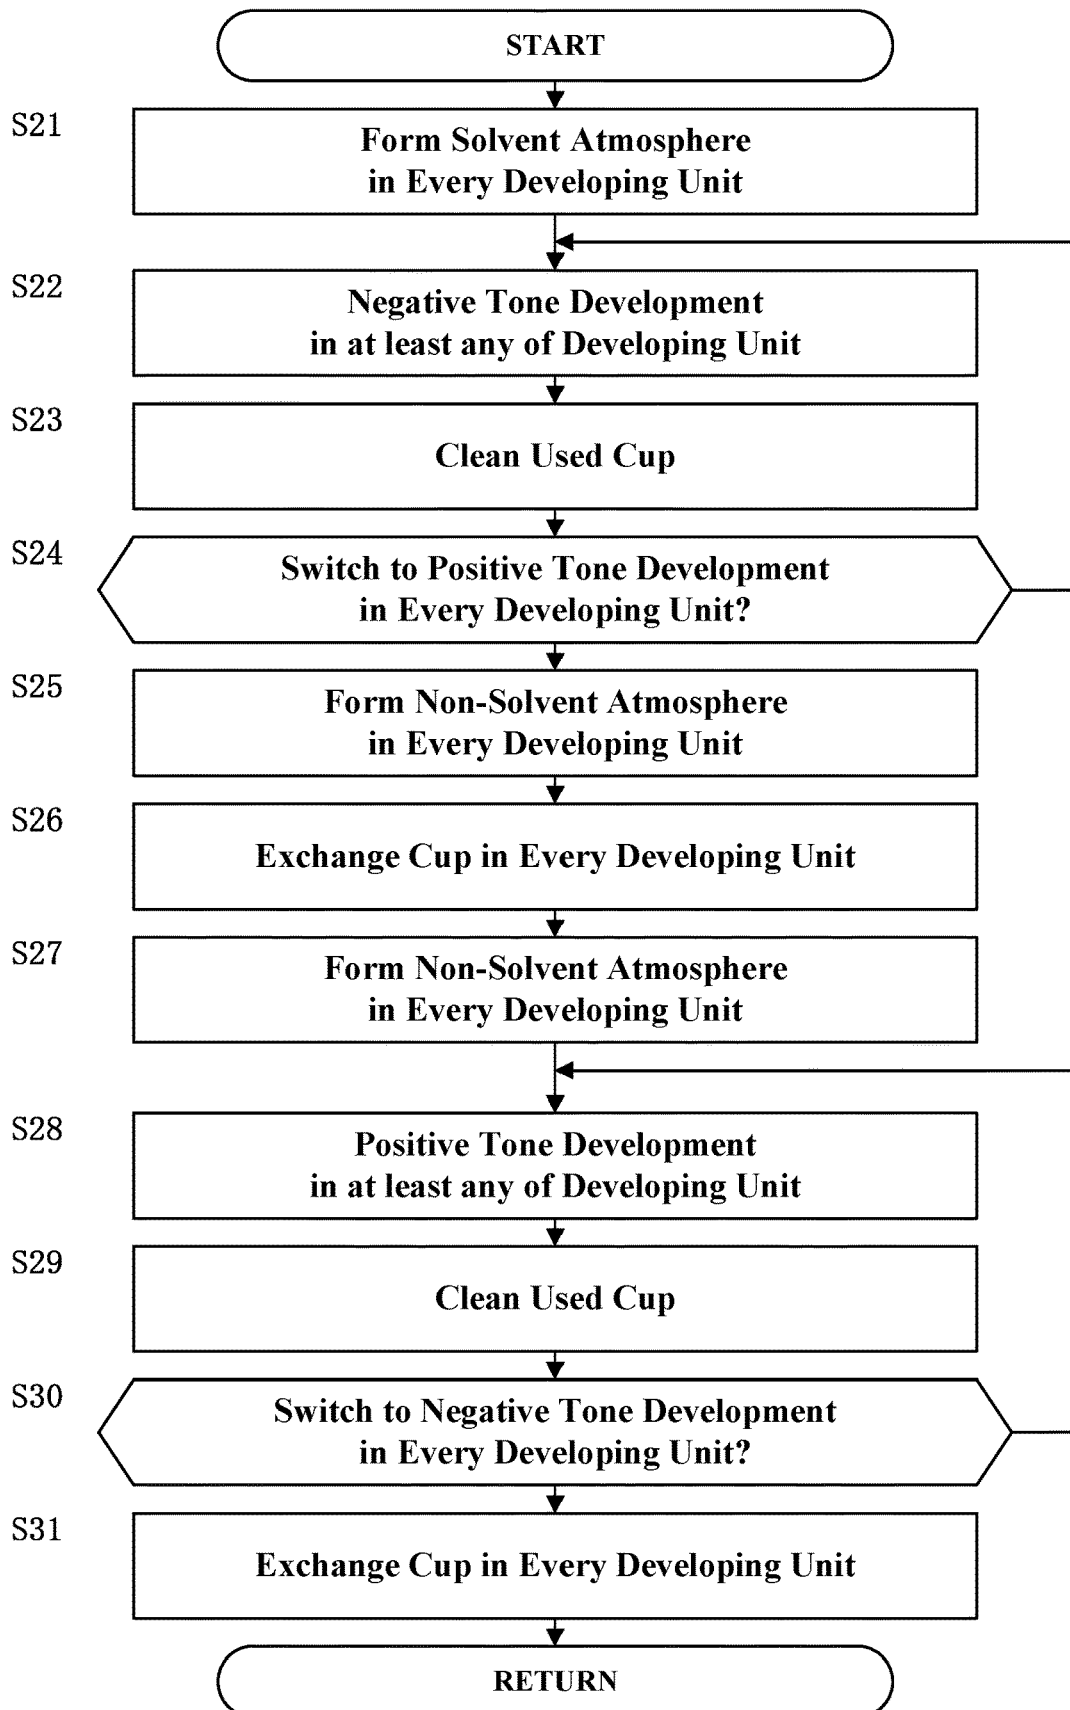 START
S21
Form Solvent Atmosphere
in Every Developing Unit
S22
Negative Tone Development
in at least any of Developing Unit
S23
Clean Used Cup
S24
Switch to Positive Tone Development
in Every Developing Unit?
S25
Form Non-Solvent Atmosphere
in Every Developing Unit
S26
Exchange Cup in Every Developing Unit
S27
Form Non-Solvent Atmosphere
in Every Developing Unit
S28
Positive Tone Development
in at least any of Developing Unit
S29
Clean Used Cup
S30
Switch to Negative Tone Development
in Every Developing Unit?
S31
Exchange Cup in Every Developing Unit
RETURN